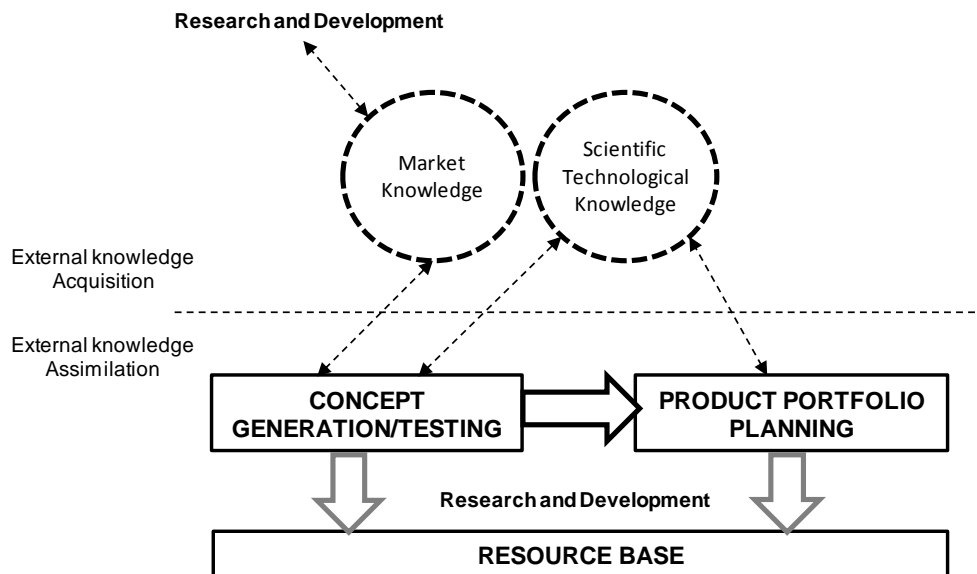 Research and Development
Market
Knowledge
Scientific
Technological
Knowledge
External knowledge
Acquisition
External knowledge
Assimilation
CONCEPT
GENERATION/TESTING
PRODUCT PORTFOLIO
PLANNING
Research and Development
RESOURCE BASE